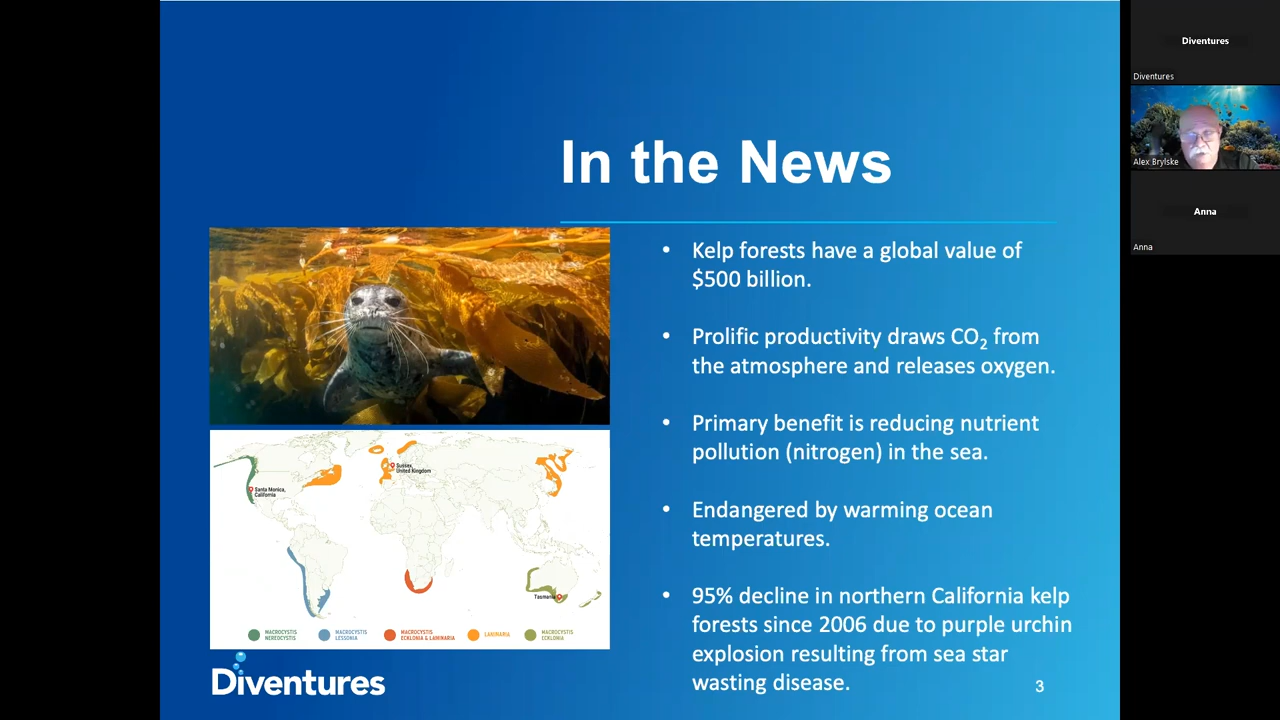 In the News
• Kelp forests have a global value of
$500 billion.
• Prolific productivity draws CO₂ from
the atmosphere and releases oxygen.
• Primary benefit is reducing nutrient
pollution (nitrogen) in the sea.
• Endangered by warming ocean
temperatures.
• 95% decline in northern California kelp
forests since 2006 due to purple urchin
explosion resulting from sea star
wasting disease.
Sussex,
United Kingdom
Santa Monica,
California
Tasmania
MACROCYSTIS
NEREOCYSTIS
MACROCYSTIS
LESSONIA
MACROCYSTIS
ECKLONIA & LAMINARIA
LAMINARIA
MACROCYSTIS
ECKLONIA
Diventures
3
Diventures
Diventures
Alex Brylske
Anna
Anna